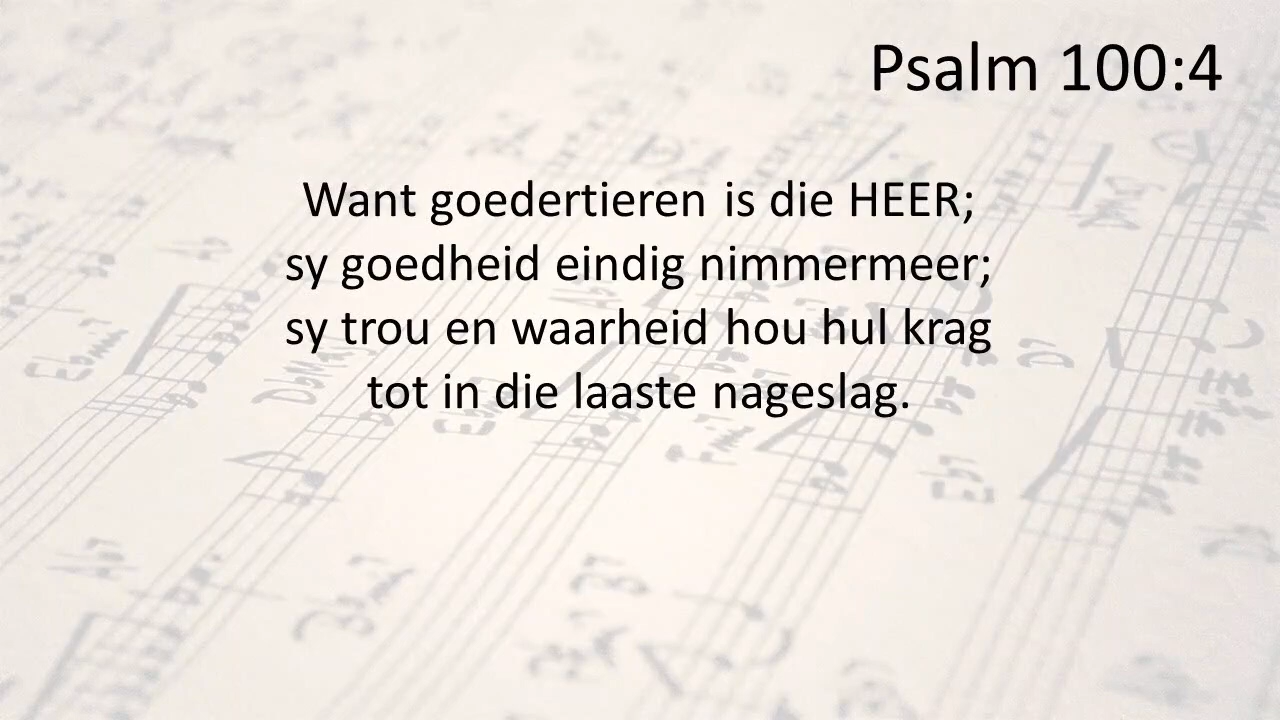 Psalm 100:4
Want goedertieren is die HEER;
sy goedheid eindig nimmermeer;
sy trou en waarheid hou hul krag
tot in die laaste nageslag.